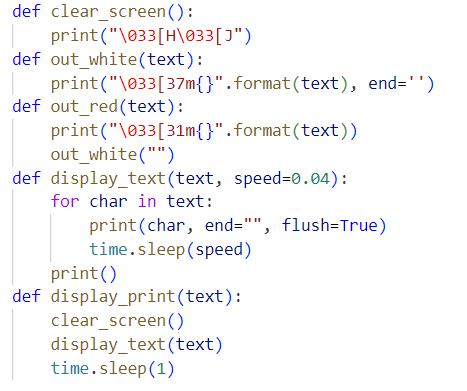 def clear_screen():
    print("\033[H\033[J")
def out_white(text):
    print("\033[37m{}".format(text), end='')
def out_red(text):
    print("\033[31m{}".format(text))
    out_white("")
def display_text(text, speed=0.04):
    for char in text:
        print(char, end="", flush=True)
        time.sleep(speed)
    print()
def display_print(text):
    clear_screen()
    display_text(text)
    time.sleep(1)